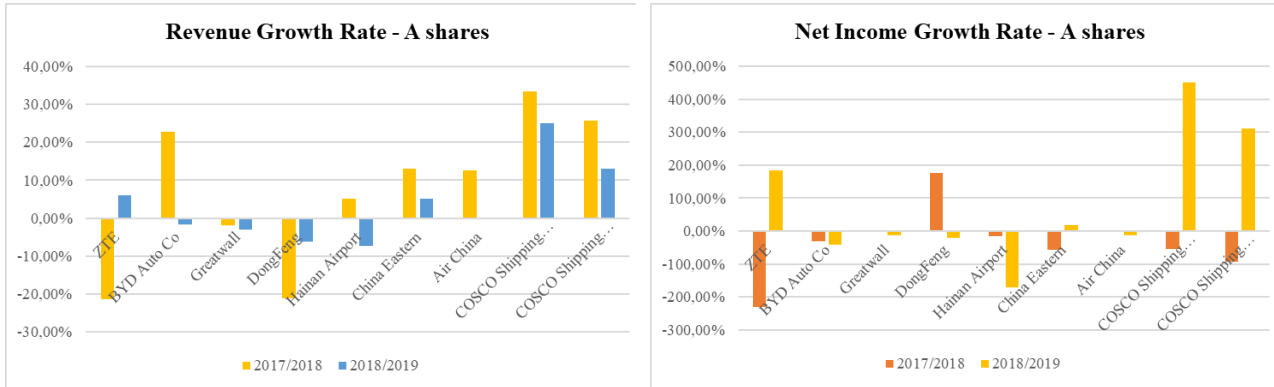 Revenue Growth Rate - A shares
40,00%
30,00%
20,00%
10,00%
0,00%
-10,00%
-20,00%
-30,00%
ZTE
BYD Auto Co
Greatwall
DongFeng
Hainan Airport
China Eastern
Air China
COSCO Shipping…
COSCO Shipping…
2017/2018
2018/2019
Net Income Growth Rate - A shares
500,00%
400,00%
300,00%
200,00%
100,00%
0,00%
-100,00%
-200,00%
-300,00%
ZTE
BYD Auto Co
Greatwall
DongFeng
Hainan Airport
China Eastern
Air China
COSCO Shipping…
COSCO Shipping…
2017/2018
2018/2019